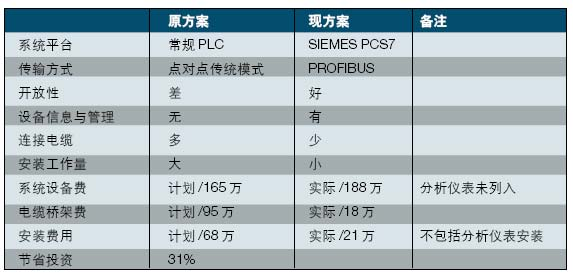 原方案 现方案 备注
系统平台 常规 PLC SIEMES PCS7
传输方式 点对点传统模式 PROFIBUS
开放性 差 好
设备信息与管理 无 有
连接电缆 多 少
安装工作量 大 小
系统设备费 计划 /165 万 实际 /188 万 分析仪表未列入
电缆桥架费 计划 /95 万 实际 /18 万
安装费用 计划 /68 万 实际 /21 万 不包括分析仪表安装
节省投资 31%